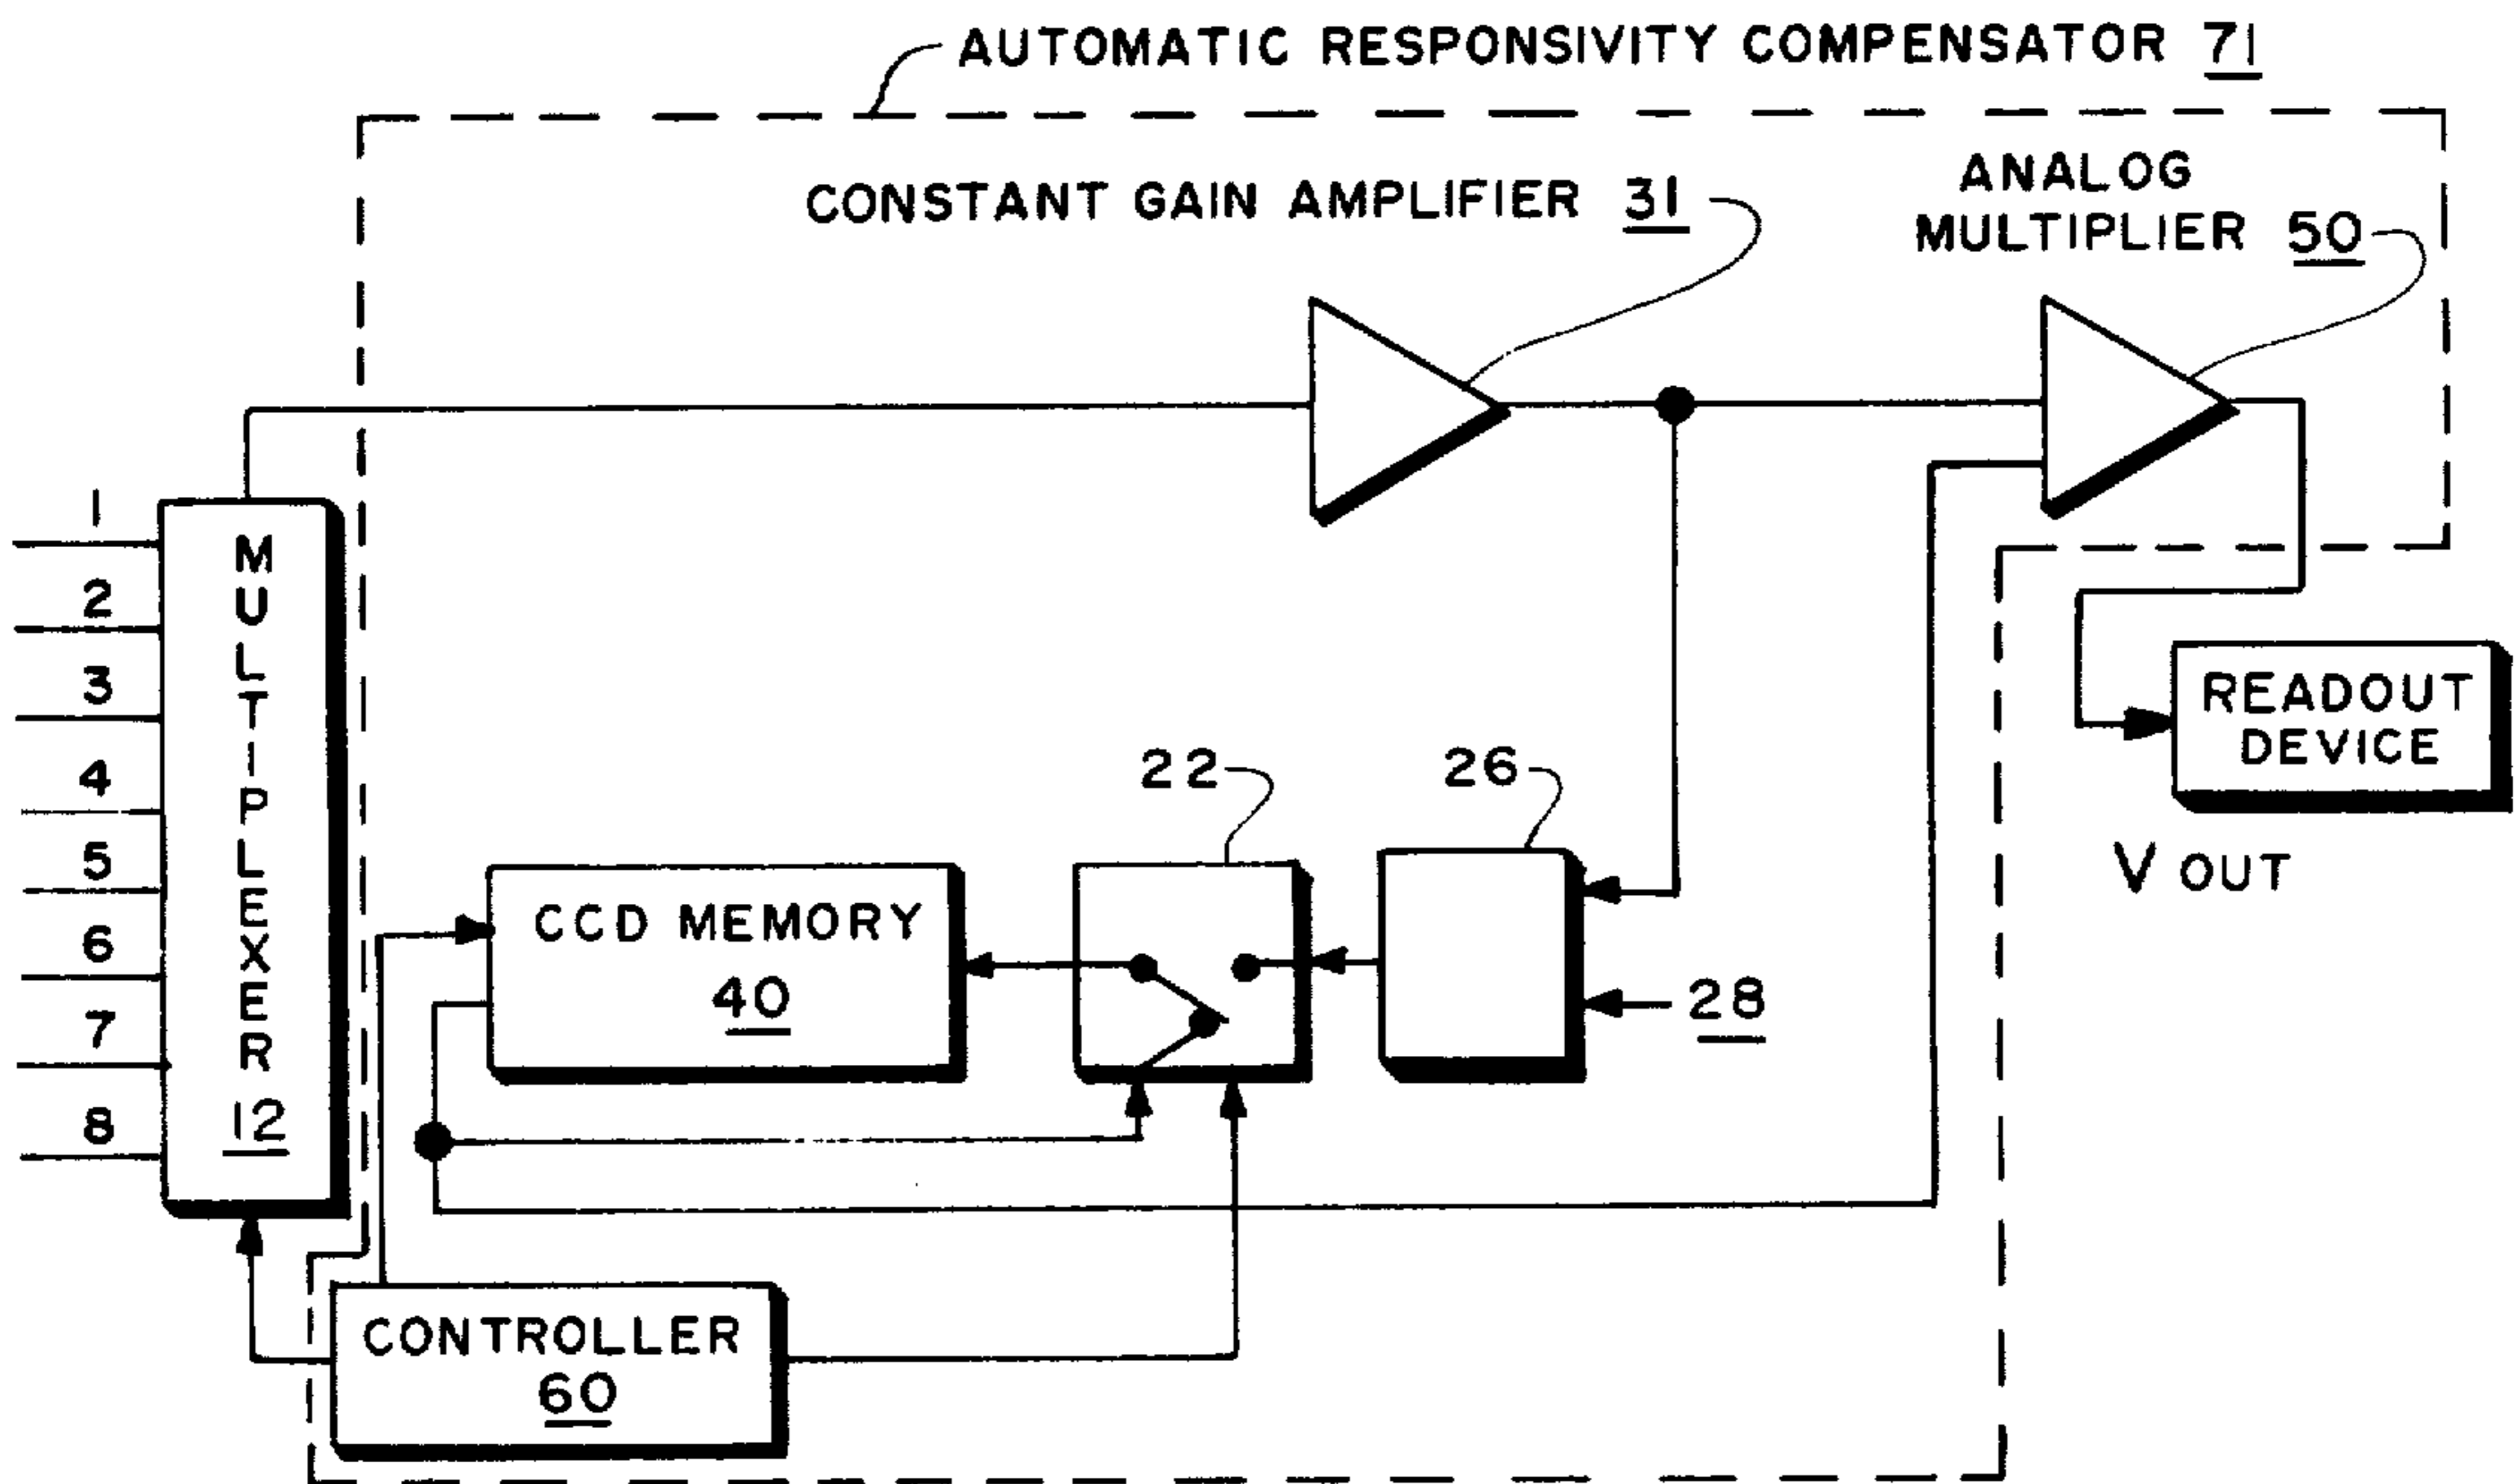 AUTOMATIC RESPONSIVITY COMPENSATOR 71
CONSTANT GAIN AMPLIFIER 31
ANALOG
MULTIPLIER 50
1
2
3
4
5
6
7
8
MULTIPLEXER
12
READOUT
DEVICE
V OUT
22
26
CCD MEMORY
40
28
CONTROLLER
60